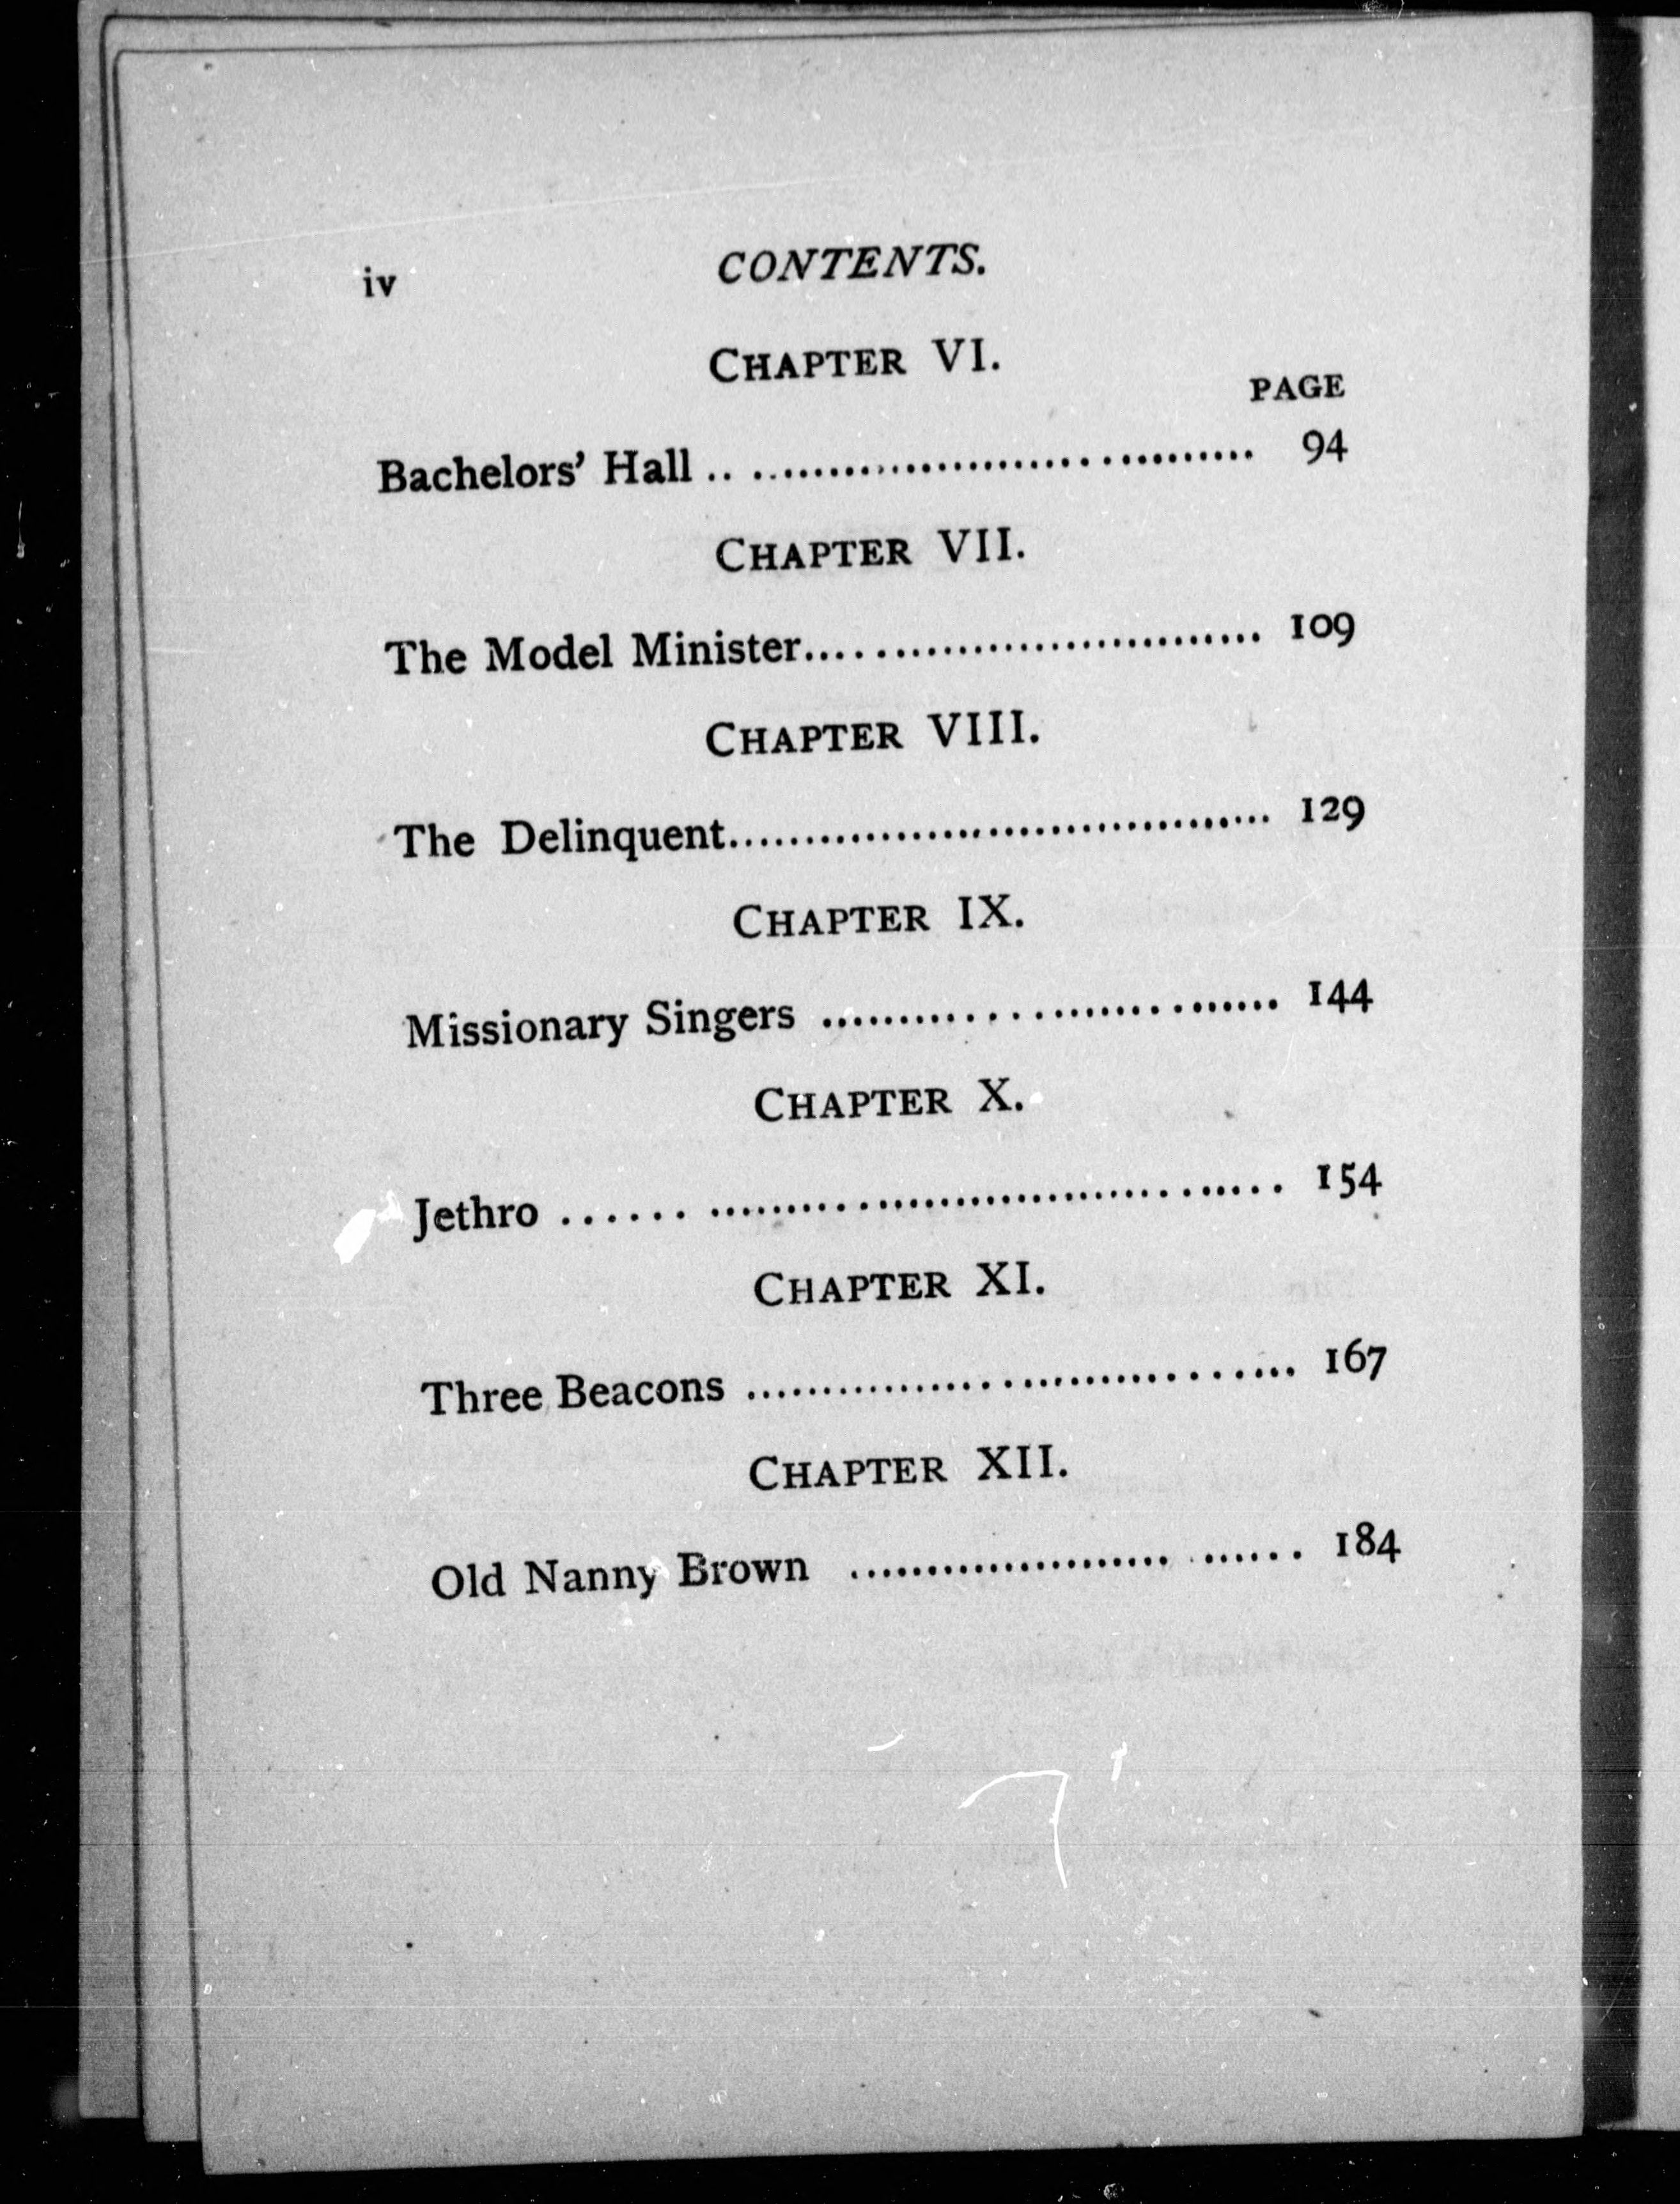 iv CONTENTS.
CHAPTER VI.
PAGE
Bachelors' Hall .. ................................. 94
CHAPTER VII.
The Model Minister.............................. 109
CHAPTER VIII.
The Delinquent................................... 129
CHAPTER IX.
Missionary Singers .............................. 144
CHAPTER X.
Jethro ...... .................................... 154
CHAPTER XI.
Three Beacons .................................. 167
CHAPTER XII.
Old Nanny Brown ..................... ....... 184